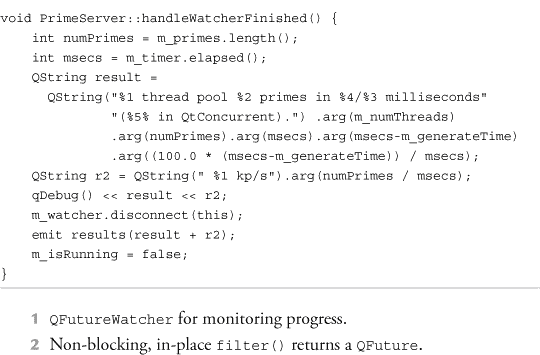 void PrimeServer::handleWatcherFinished() {
    int numPrimes = m_primes.length();
    int msecs = m_timer.elapsed();
    QString result =
      QString("%1 thread pool %2 primes in %4/%3 milliseconds"
              "(%5% in QtConcurrent).") .arg(m_numThreads)
              .arg(numPrimes).arg(msecs).arg(msecs-m_generateTime)
              .arg((100.0 * (msecs-m_generateTime)) / msecs);
    QString r2 = QString(" %1 kp/s").arg(numPrimes / msecs);
    qDebug() << result << r2;
    m_watcher.disconnect(this);
    emit results(result + r2);
    m_isRunning = false;
}
1 QFutureWatcher for monitoring progress.
2 Non-blocking, in-place filter() returns a QFuture.